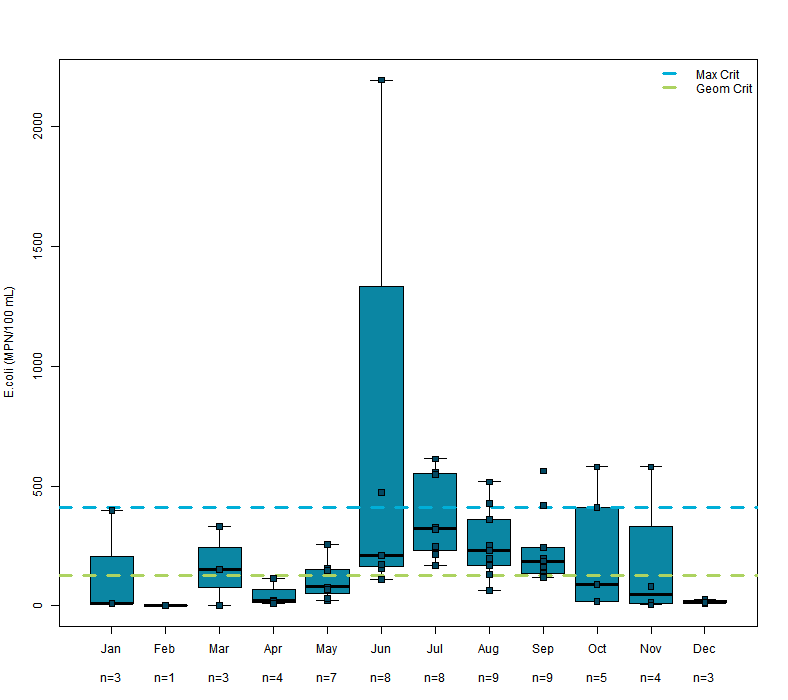 Max Crit
Geom Crit
E.coli (MPN/100 mL)
2000
1500
1000
500
0
Jan Feb Mar Apr May Jun Jul Aug Sep Oct Nov Dec
n=3 n=1 n=3 n=4 n=7 n=8 n=8 n=9 n=9 n=5 n=4 n=3